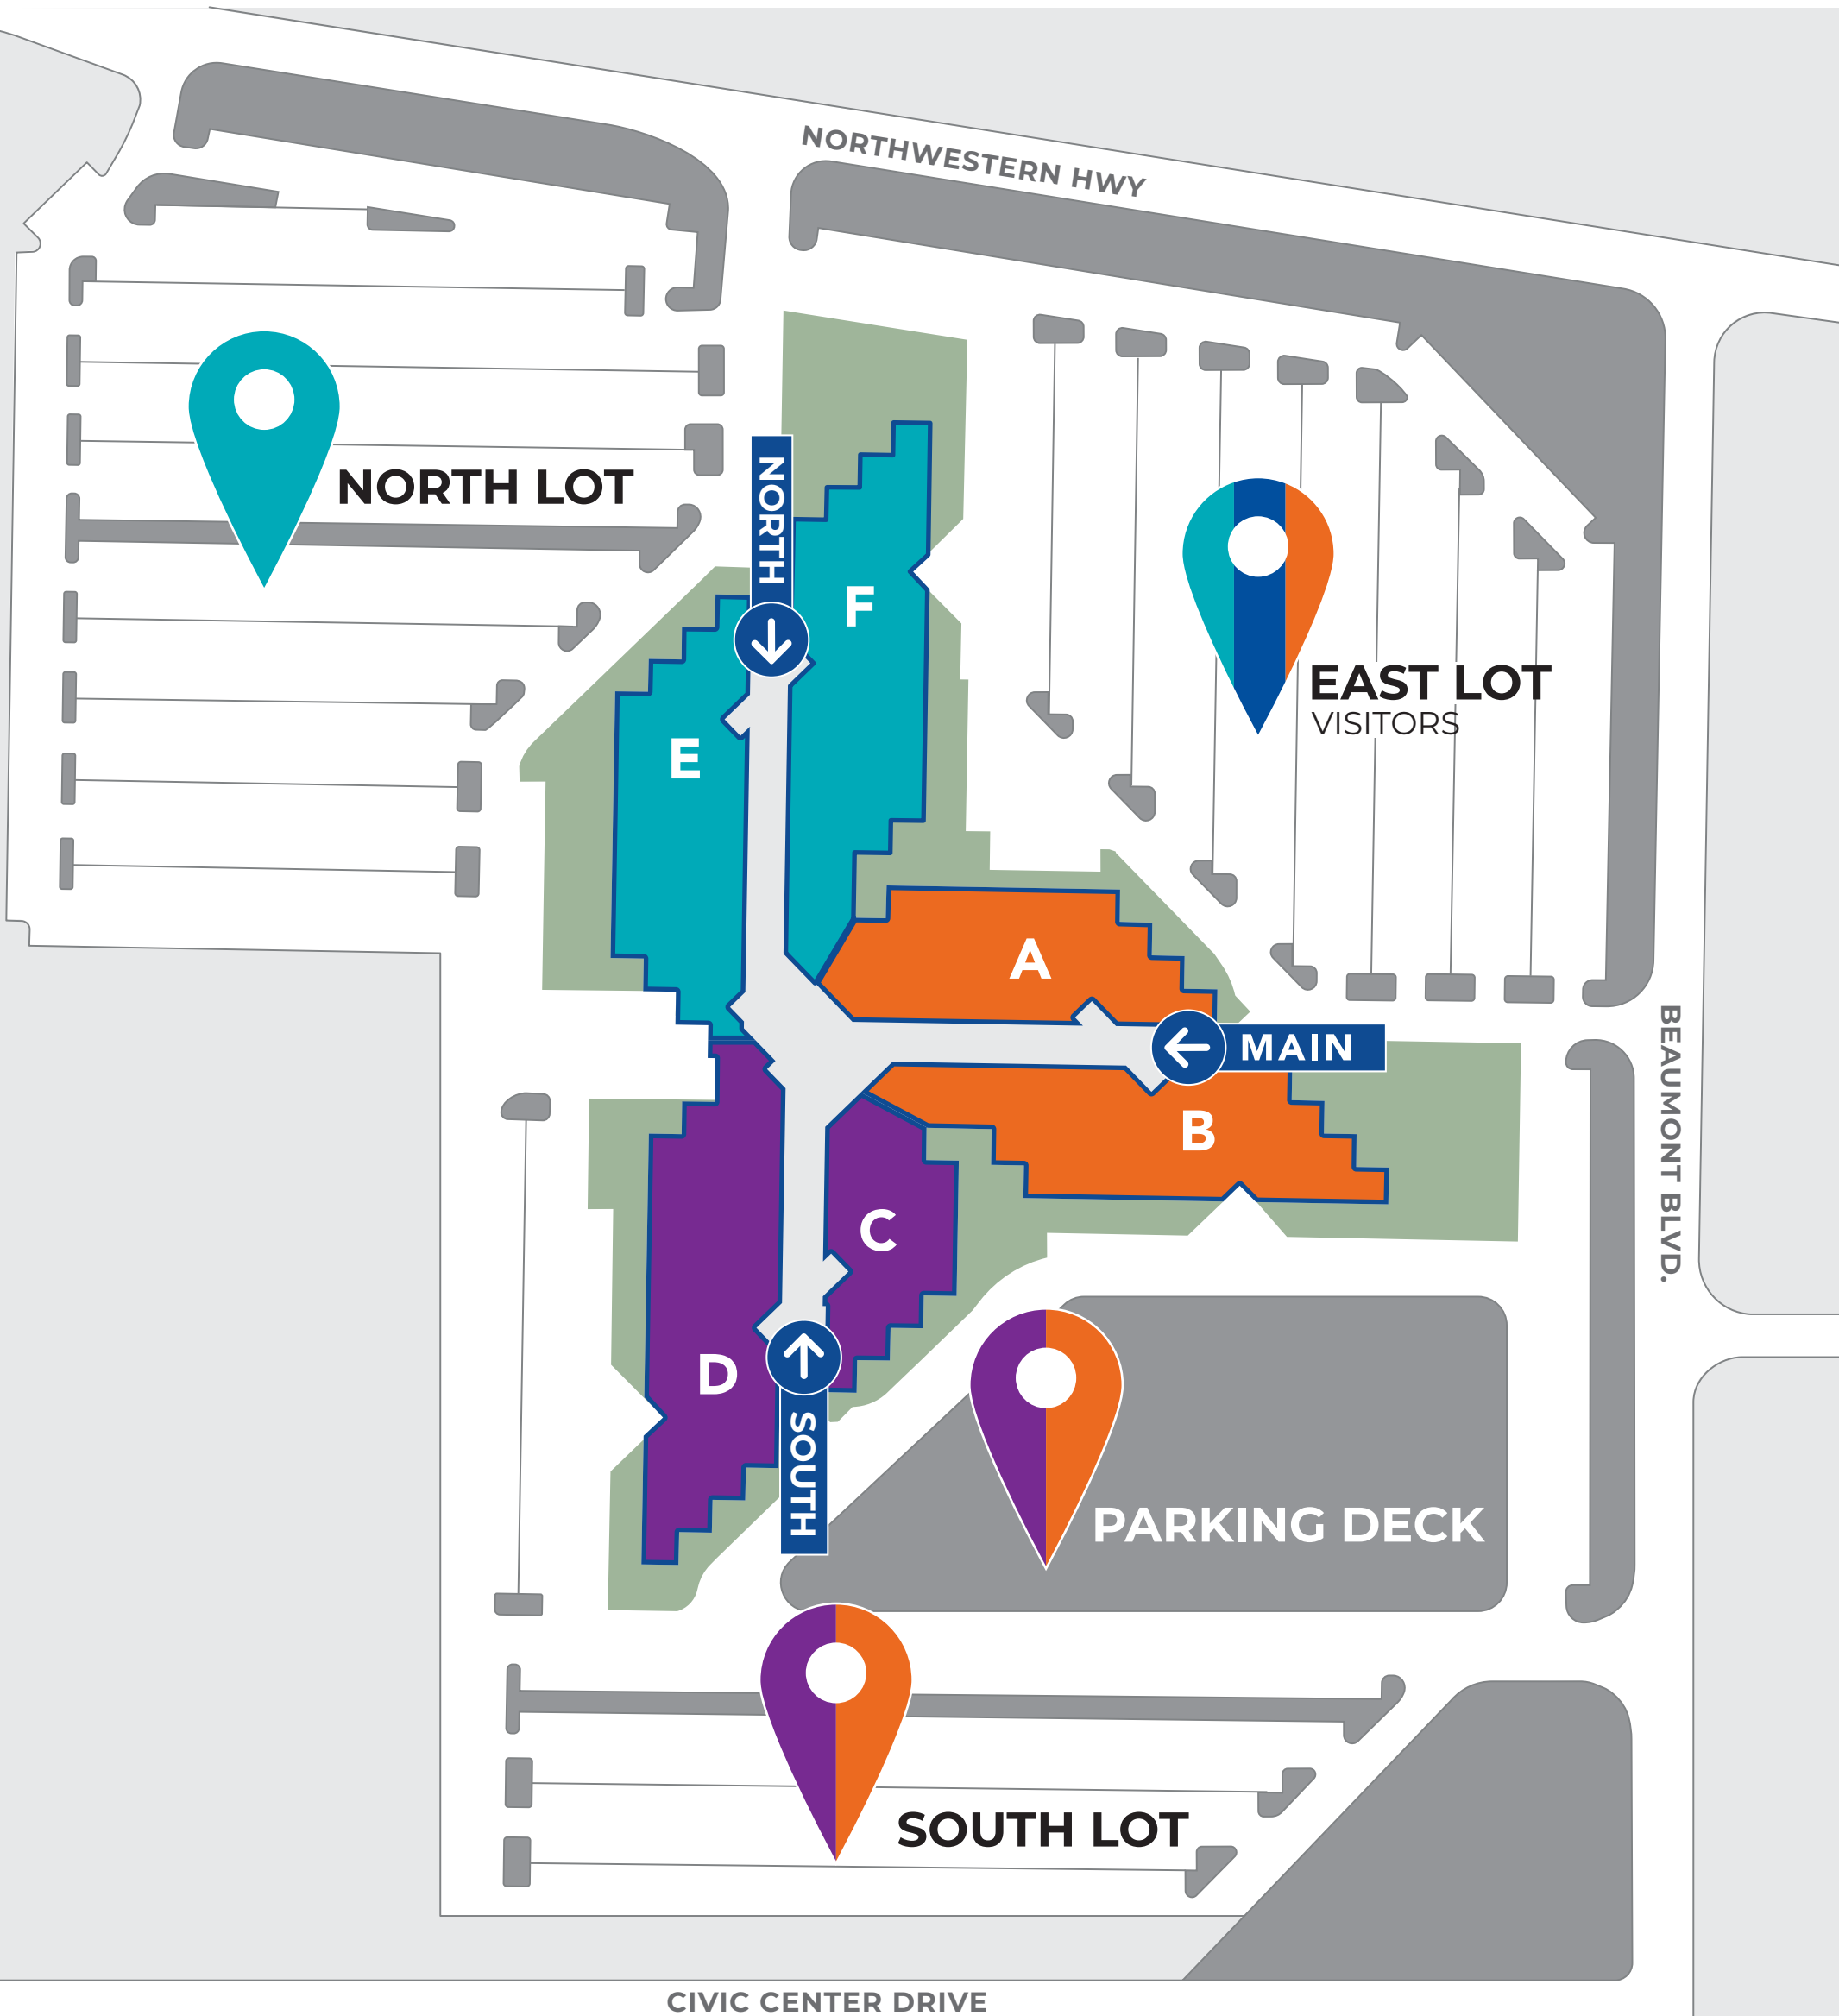 NORTHWESTERN HWY
NORTH LOT
NORTH
F
EAST LOT
VISITORS
E
A
MAIN
BEAUMONT BLVD.
B
C
D
SOUTH
PARKING DECK
SOUTH LOT
CIVIC CENTER DRIVE